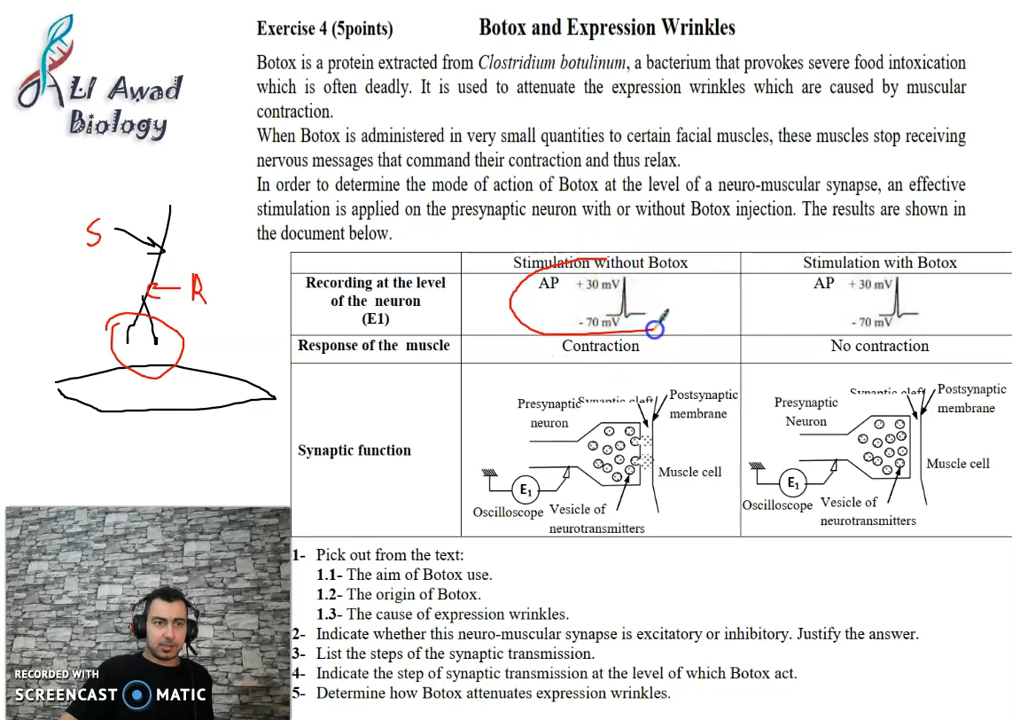 LI Awad
Biology
S
R
Exercise 4 (5points) Botox and Expression Wrinkles
Botox is a protein extracted from Clostridium botulinum, a bacterium that provokes severe food intoxication
which is often deadly. It is used to attenuate the expression wrinkles which are caused by muscular
contraction.
When Botox is administered in very small quantities to certain facial muscles, these muscles stop receiving
nervous messages that command their contraction and thus relax.
In order to determine the mode of action of Botox at the level of a neuro-muscular synapse, an effective
stimulation is applied on the presynaptic neuron with or without Botox injection. The results are shown in
the document below.
Stimulation without Botox Stimulation with Botox
Recording at the level
of the neuron
(E1)
AP +30 mV
- 70 mV
AP +30 mV
- 70 mV
Response of the muscle Contraction No contraction
Synaptic function
Presynaptic
neuron
Synaptic cleft
Postsynaptic
membrane
Muscle cell
E1
Oscilloscope
Vesicle of
neurotransmitters
Presynaptic
Neuron
Synaptic cleft
Postsynaptic
membrane
Muscle cell
E1
Oscilloscope
Vesicle of
neurotransmitters
1- Pick out from the text:
1.1- The aim of Botox use.
1.2- The origin of Botox.
1.3- The cause of expression wrinkles.
2- Indicate whether this neuro-muscular synapse is excitatory or inhibitory. Justify the answer.
3- List the steps of the synaptic transmission.
4- Indicate the step of synaptic transmission at the level of which Botox act.
5- Determine how Botox attenuates expression wrinkles.
RECORDED WITH
SCREENCAST MATIC